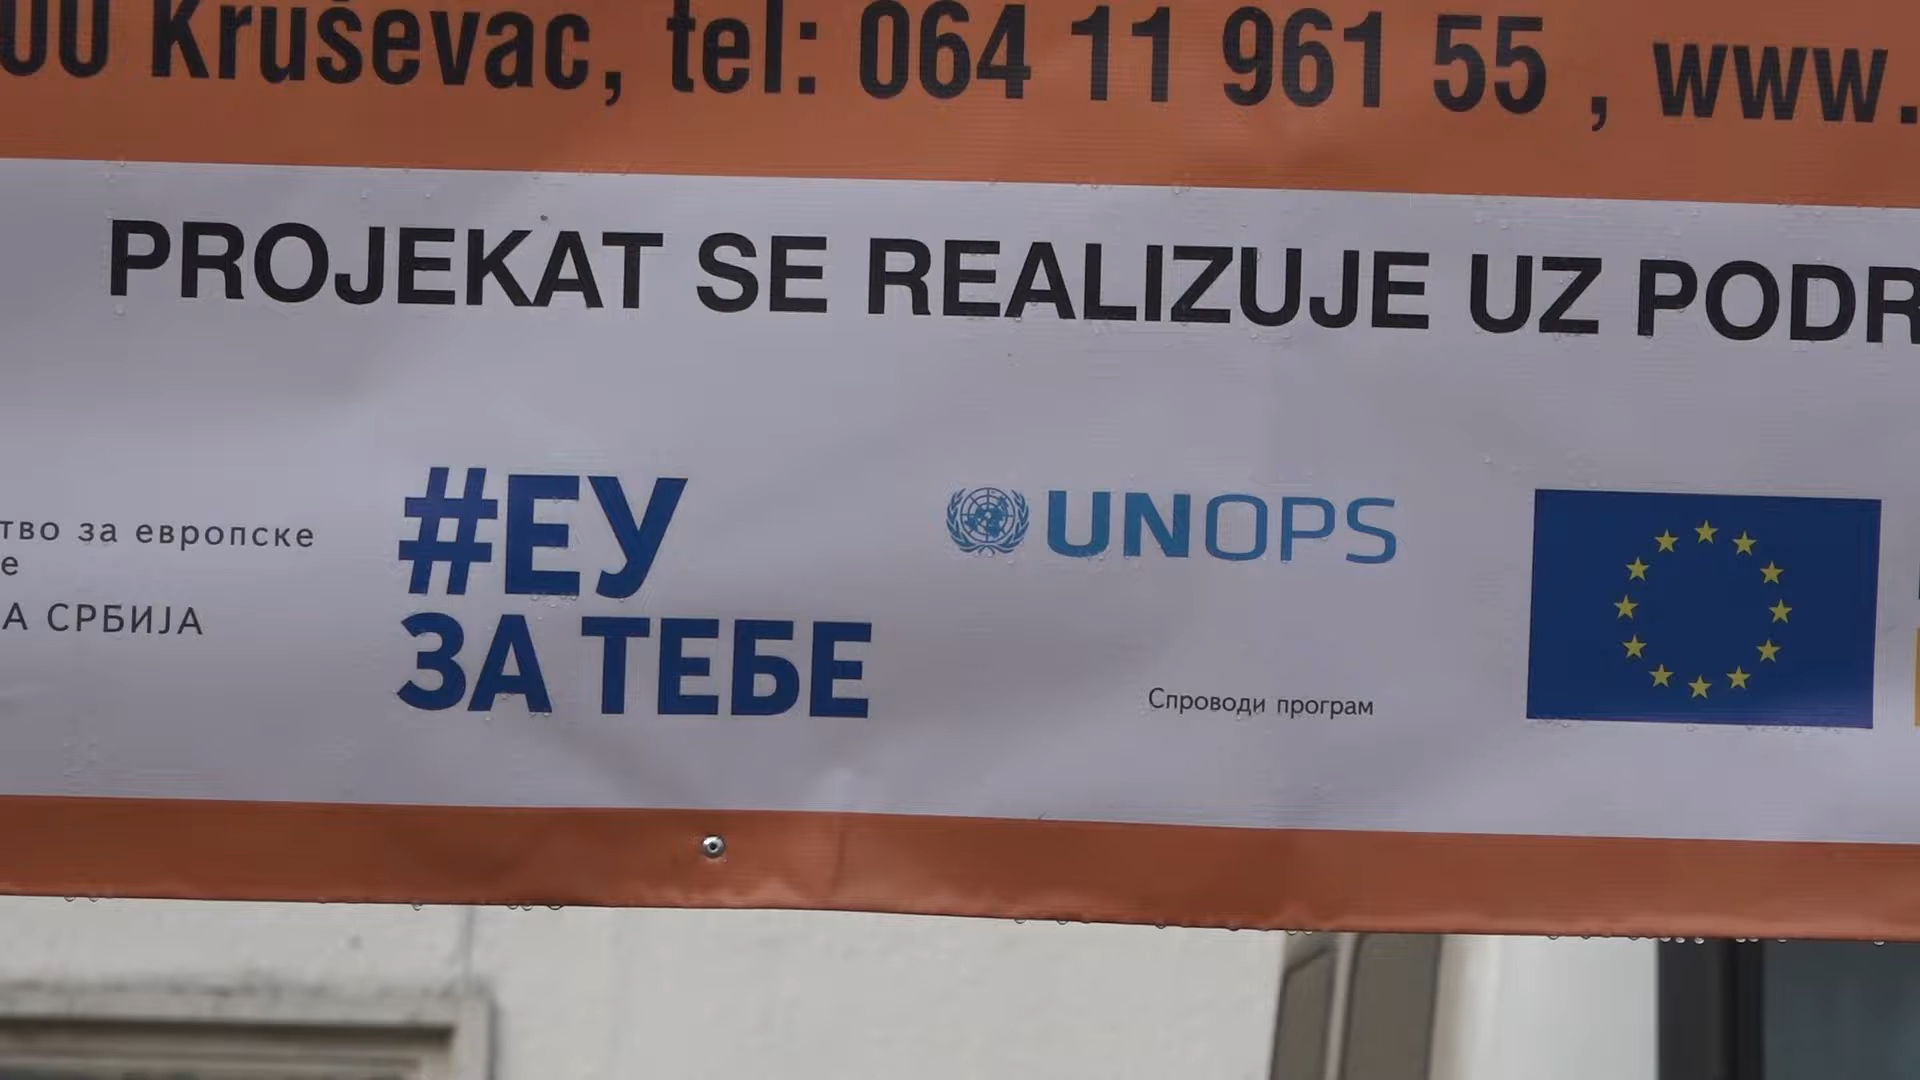 00 Kruševac, tel: 064 11 961 55 , www.
PROJEKAT SE REALIZUJE UZ PODR
тво за европске
е
А СРБИЈА
#ЕУ
ЗА ТЕБЕ
UNOPS
Спроводи програм